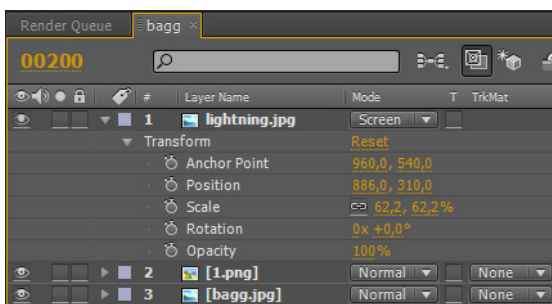 Render Queue bagg ×
00200
# Layer Name Mode T TrkMat
1 lightning.jpg Screen
Transform Reset
Anchor Point 960,0, 540,0
Position 886,0, 310,0
Scale 62,2, 62,2%
Rotation 0x +0,0°
Opacity 100%
2 [1.png] Normal None
3 [bagg.jpg] Normal None